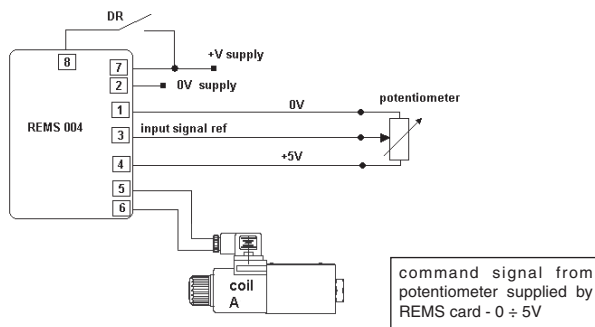 DR
8
7
+V supply
2
0V supply
1
0V
potentiometer
REMS 004
3
input signal ref
4
+5V
5
6
coil
A
command signal from
potentiometer supplied by
REMS card - 0 ÷ 5V